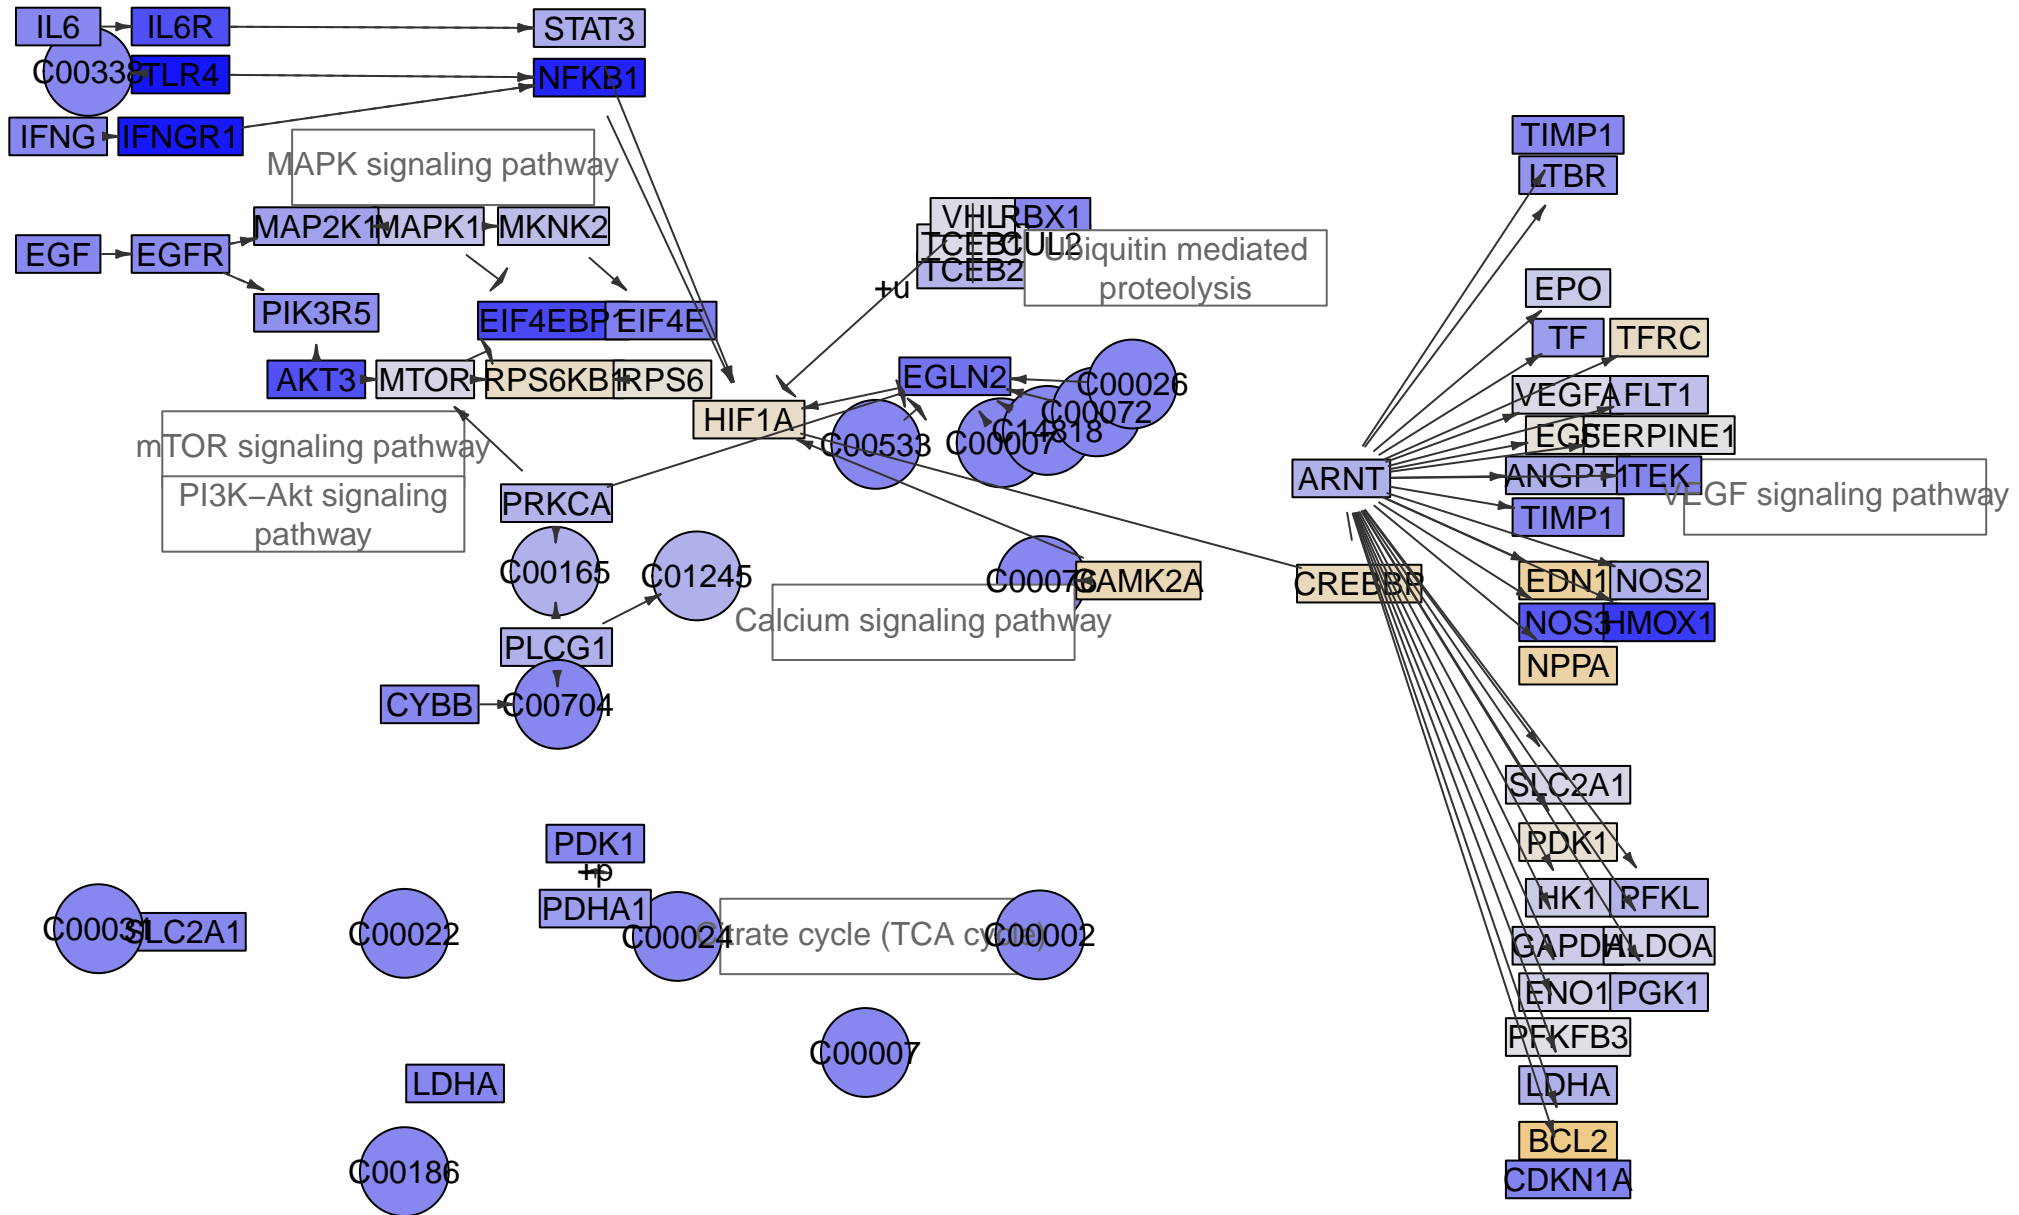 IL6
IL6R
STAT3
C00338
TLR4
NFKB1
IFNG
IFNGR1
MAPK signaling pathway
TIMP1
LTBR
MAP2K1
MAPK1
MKNK2
VHL
RBX1
TCEB1
CUL2
TCEB2
Ubiquitin mediated
proteolysis
EGF
EGFR
+u
EPO
PIK3R5
EIF4EBP1
EIF4E
TF
TFRC
AKT3
MTOR
RPS6KB1
RPS6
EGLN2
C00026
HIF1A
C00533
C00007
C14818
C00072
VEGFA
FLT1
EGF
SERPINE1
mTOR signaling pathway
PI3K–Akt signaling
pathway
ARNT
ANGPT1
TEK
VEGF signaling pathway
PRKCA
TIMP1
C00165
C01245
C00076
CAMK2A
CREBBP
EDN1
NOS2
Calcium signaling pathway
NOS3
HMOX1
PLCG1
NPPA
CYBB
C00704
SLC2A1
PDK1
+p
PDK1
PDHA1
HK1
PFKL
C00031
SLC2A1
C00022
C00024
Citrate cycle (TCA cycle)
C00002
GAPDH
ALDOA
ENO1
PGK1
C00007
PFKFB3
LDHA
LDHA
BCL2
C00186
CDKN1A